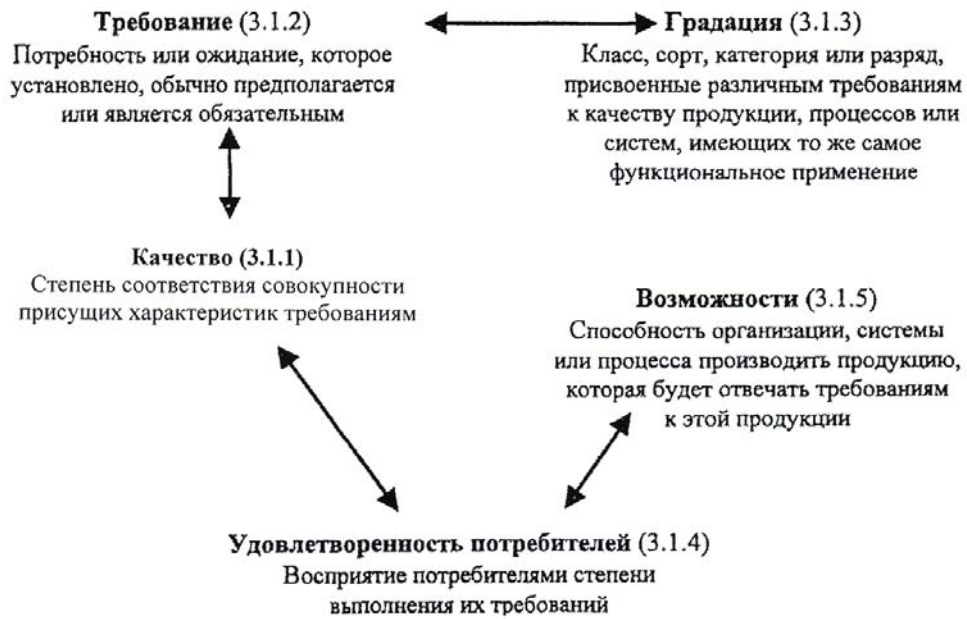 Требование (3.1.2)
Потребность или ожидание, которое
установлено, обычно предполагается
или является обязательным
Градация (3.1.3)
Класс, сорт, категория или разряд,
присвоенные различным требованиям
к качеству продукции, процессов или
систем, имеющих то же самое
функциональное применение
Качество (3.1.1)
Степень соответствия совокупности
присущих характеристик требованиям
Возможности (3.1.5)
Способность организации, системы
или процесса производить продукцию,
которая будет отвечать требованиям
к этой продукции
Удовлетворенность потребителей (3.1.4)
Восприятие потребителями степени
выполнения их требований